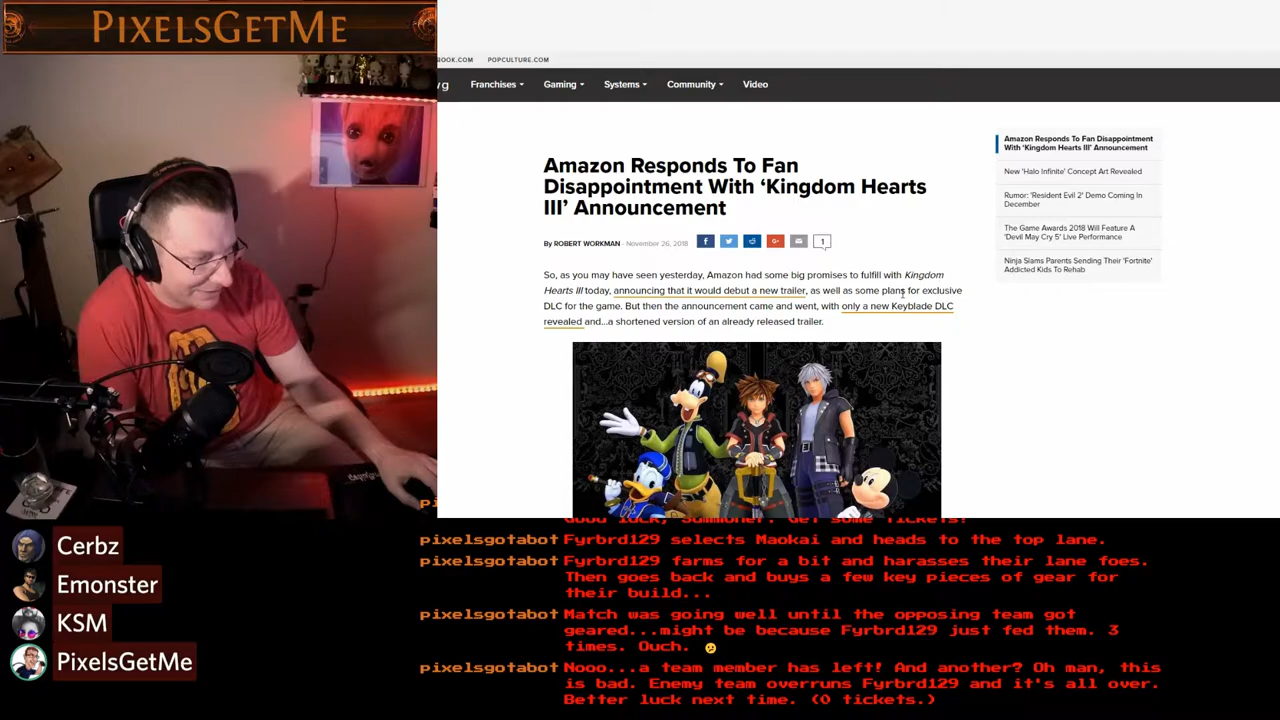 PIXELSGETME
BOOK.COM POPCULTURE.COM
vg Franchises Gaming Systems Community Video
Amazon Responds To Fan
Disappointment With ‘Kingdom Hearts
III’ Announcement
By ROBERT WORKMAN - November 26, 2018 1
So, as you may have seen yesterday, Amazon had some big promises to fulfill with Kingdom
Hearts III today, announcing that it would debut a new trailer, as well as some plans for exclusive
DLC for the game. But then the announcement came and went, with only a new Keyblade DLC
revealed and...a shortened version of an already released trailer.
Amazon Responds To Fan Disappointment
With ‘Kingdom Hearts III’ Announcement
New ‘Halo Infinite’ Concept Art Revealed
Rumor: ‘Resident Evil 2’ Demo Coming In
December
The Game Awards 2018 Will Feature A
‘Devil May Cry 5’ Live Performance
Ninja Slams Parents Sending Their ‘Fortnite’
Addicted Kids To Rehab
Cerbz
Emonster
KSM
PixelsGetMe
Good luck, Summoner. Get some tickets!
pixelsgotabot Fyrbrd129 selects Maokai and heads to the top lane.
pixelsgotabot Fyrbrd129 farms for a bit and harasses their lane foes.
Then goes back and buys a few key pieces of gear for
their build...
pixelsgotabot Match was going well until the opposing team got
geared...might be because Fyrbrd129 just fed them. 3
times. Ouch.
pixelsgotabot Nooo...a team member has left! And another? Oh man, this
is bad. Enemy team overruns Fyrbrd129 and it's all over.
Better luck next time. (0 tickets.)